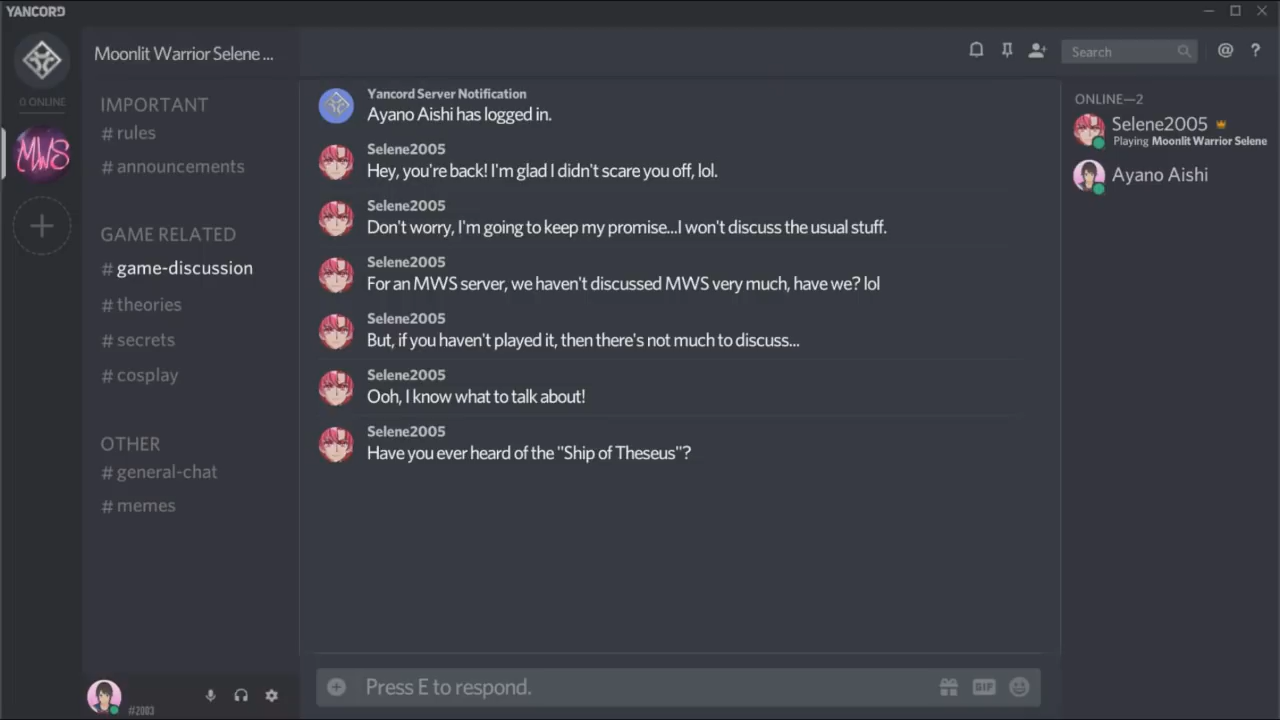 YANCORD
0 ONLINE
MWS
Moonlit Warrior Selene ...
IMPORTANT
# rules
# announcements
GAME RELATED
# game-discussion
# theories
# secrets
# cosplay
OTHER
# general-chat
# memes
#2003
Search
@
?
Yancord Server Notification
Ayano Aishi has logged in.
Selene2005
Hey, you're back! I'm glad I didn't scare you off, lol.
Selene2005
Don't worry, I'm going to keep my promise...I won't discuss the usual stuff.
Selene2005
For an MWS server, we haven't discussed MWS very much, have we? lol
Selene2005
But, if you haven't played it, then there's not much to discuss...
Selene2005
Ooh, I know what to talk about!
Selene2005
Have you ever heard of the "Ship of Theseus"?
Press E to respond.
GIF
ONLINE—2
Selene2005
Playing Moonlit Warrior Selene
Ayano Aishi